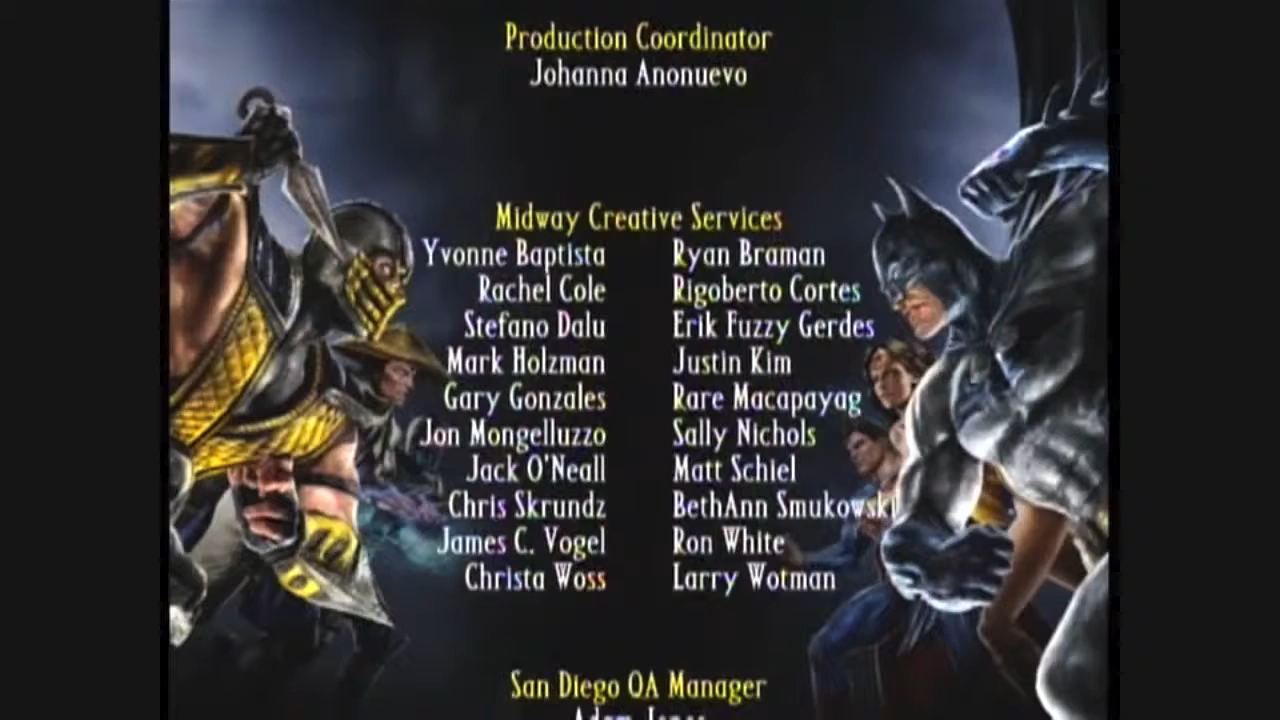 Production Coordinator
Johanna Anonuevo
Midway Creative Services
Yvonne Baptista Ryan Braman
Rachel Cole Rigoberto Cortes
Stefano Dalu Erik Fuzzy Gerdes
Mark Holzman Justin Kim
Gary Gonzales Rare Macapayag
Jon Mongelluzzo Sally Nichols
Jack O'Neall Matt Schiel
Chris Skrundz BethAnn Smukowski
James C. Vogel Ron White
Christa Woss Larry Wotman
San Diego QA Manager
Adam Jones